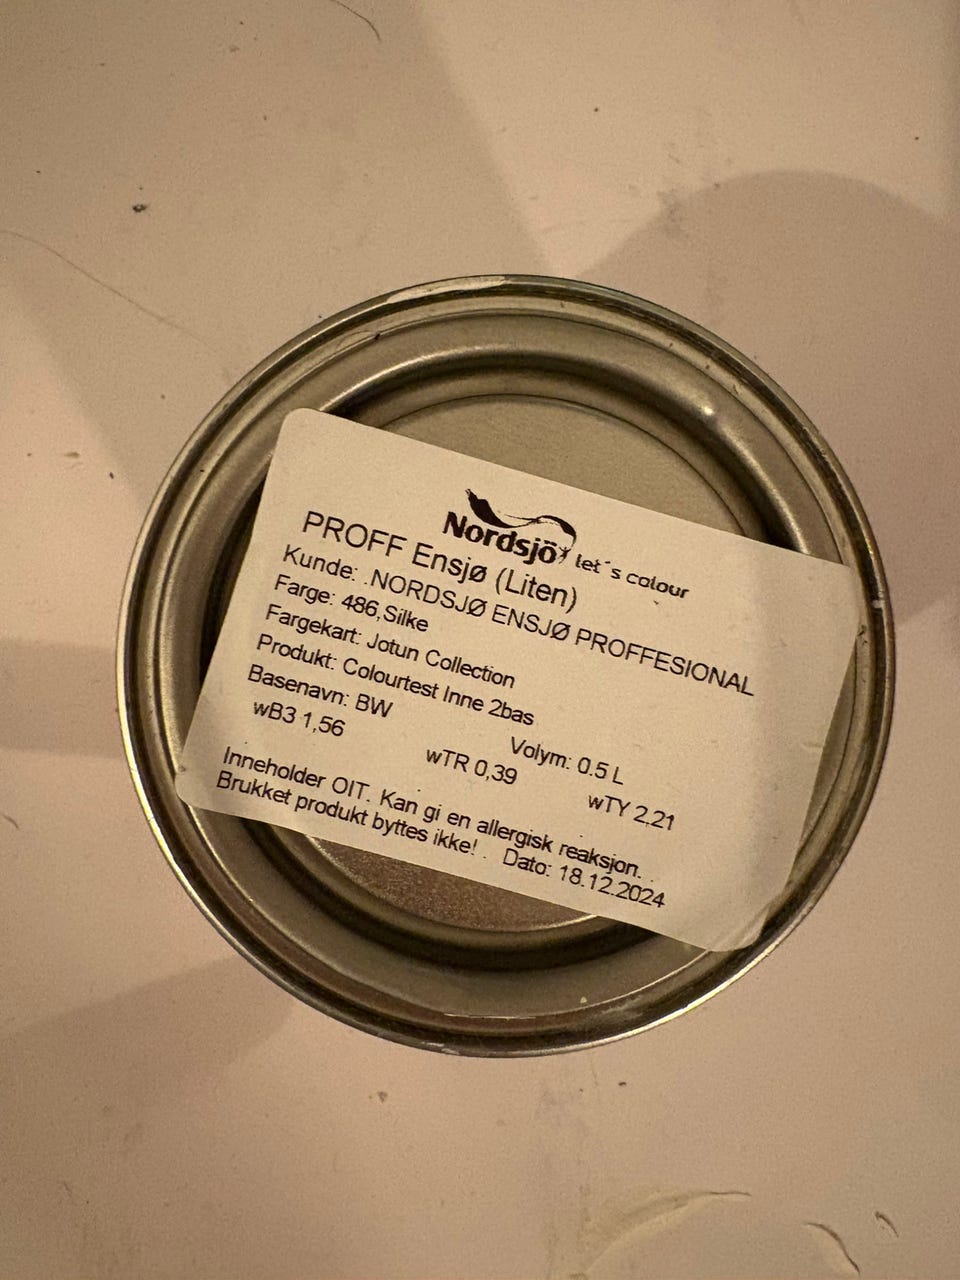 Nordsjö let´s colour
PROFF Ensjø (Liten)
Kunde: .NORDSJØ ENSJØ PROFFESIONAL
Farge: 486,Silke
Fargekart: Jotun Collection
Produkt: Colourtest Inne 2bas
Basenavn: BW Volym: 0.5 L
wB3 1,56 wTR 0,39 wTY 2,21
Inneholder OIT. Kan gi en allergisk reaksjon. .
Brukket produkt byttes ikke! . Dato: 18.12.2024